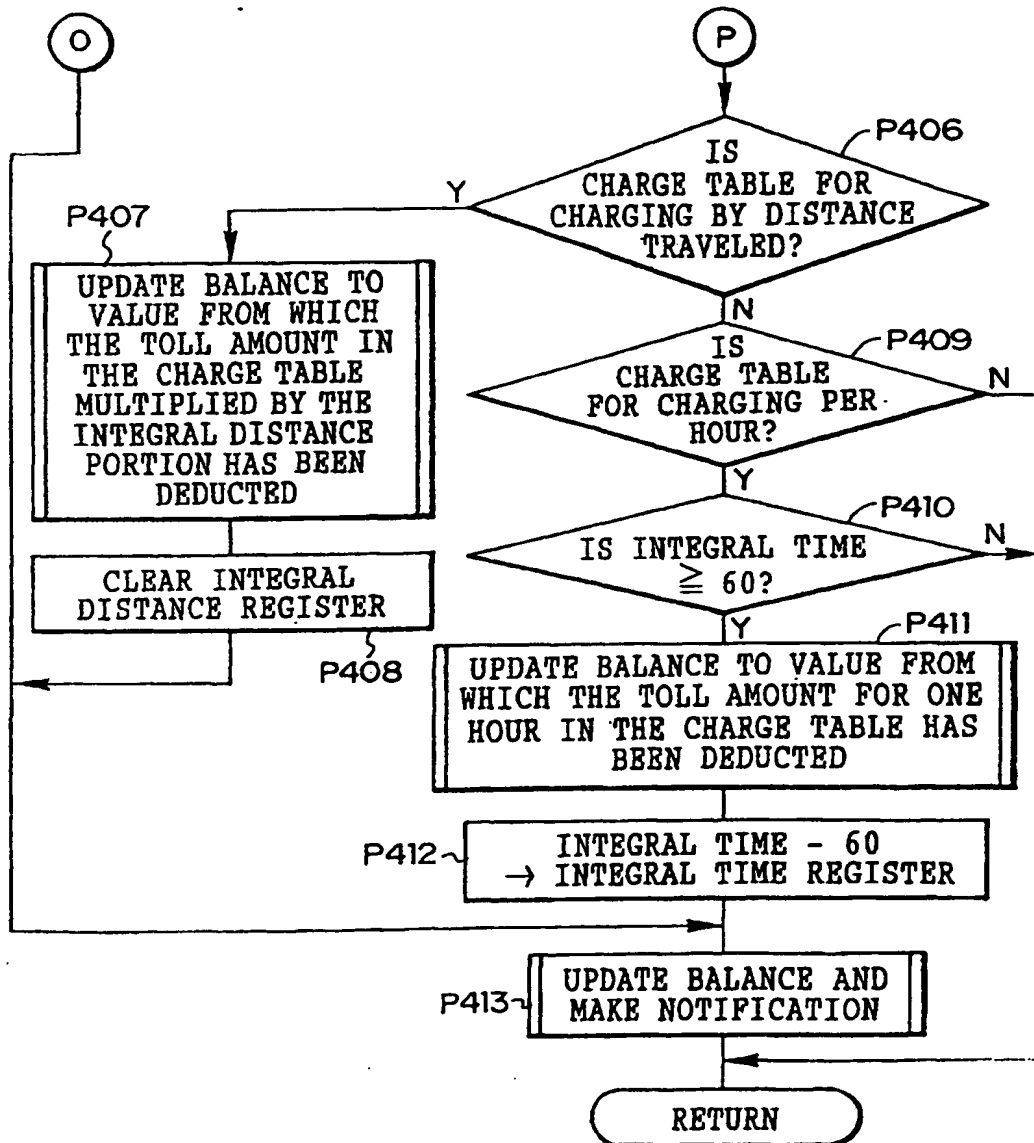 O
P
P406
IS
CHARGE TABLE FOR
CHARGING BY DISTANCE
TRAVELED?
Y
N
P407
UPDATE BALANCE TO
VALUE FROM WHICH
THE TOLL AMOUNT IN
THE CHARGE TABLE
MULTIPLIED BY THE
INTEGRAL DISTANCE
PORTION HAS BEEN
DEDUCTED
CLEAR INTEGRAL
DISTANCE REGISTER
P408
P409
IS
CHARGE TABLE
FOR CHARGING PER
HOUR?
N
Y
P410
IS INTEGRAL TIME
≧ 60?
N
Y
P411
UPDATE BALANCE TO VALUE FROM
WHICH THE TOLL AMOUNT FOR ONE
HOUR IN THE CHARGE TABLE HAS
BEEN DEDUCTED
P412
INTEGRAL TIME - 60
→ INTEGRAL TIME REGISTER
P413
UPDATE BALANCE AND
MAKE NOTIFICATION
RETURN